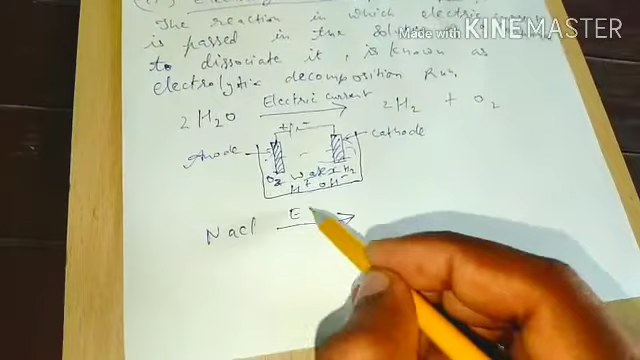 The reaction in which electric
is passed in the
to dissociate it, is known as
electrolytic decomposition Rxn.
2H2O Electric current 2H2 + O2
+ -
Anode
Cathode
O2 water H2
H+ OH-
Nacl E
Made with KINEMASTER